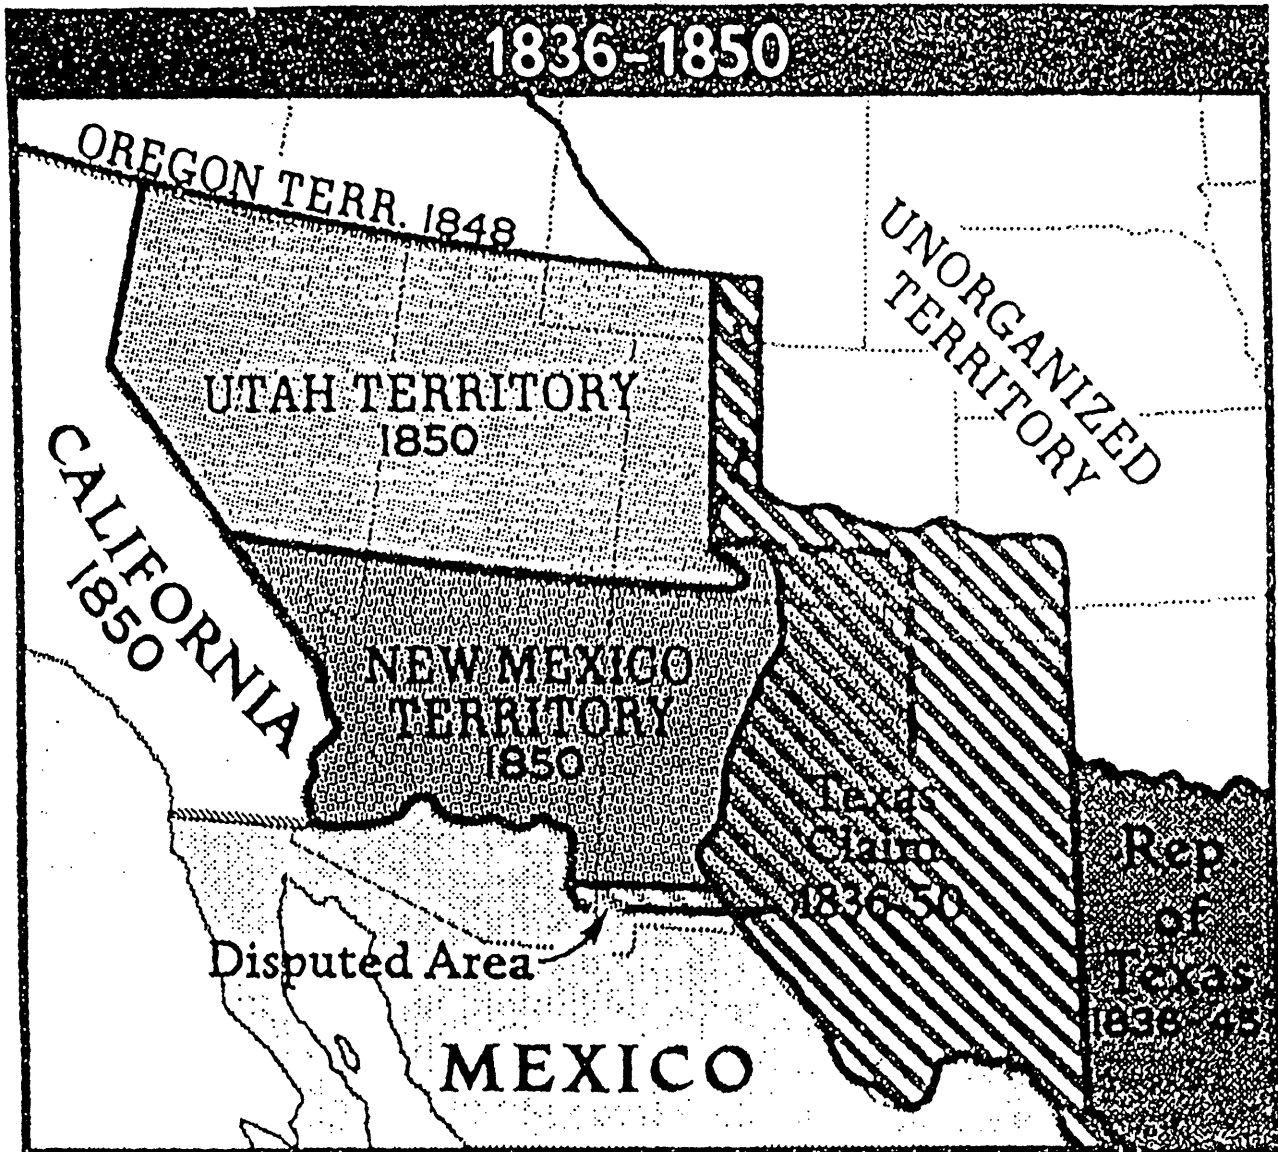 1836-1850
OREGON TERR. 1848
UNORGANIZED
TERRITORY
UTAH TERRITORY
1850
CALIFORNIA
1850
NEW MEXICO
TERRITORY
1850
Texas
Claim
1836-50
Rep.
of
Texas
1838-45
Disputed Area
MEXICO